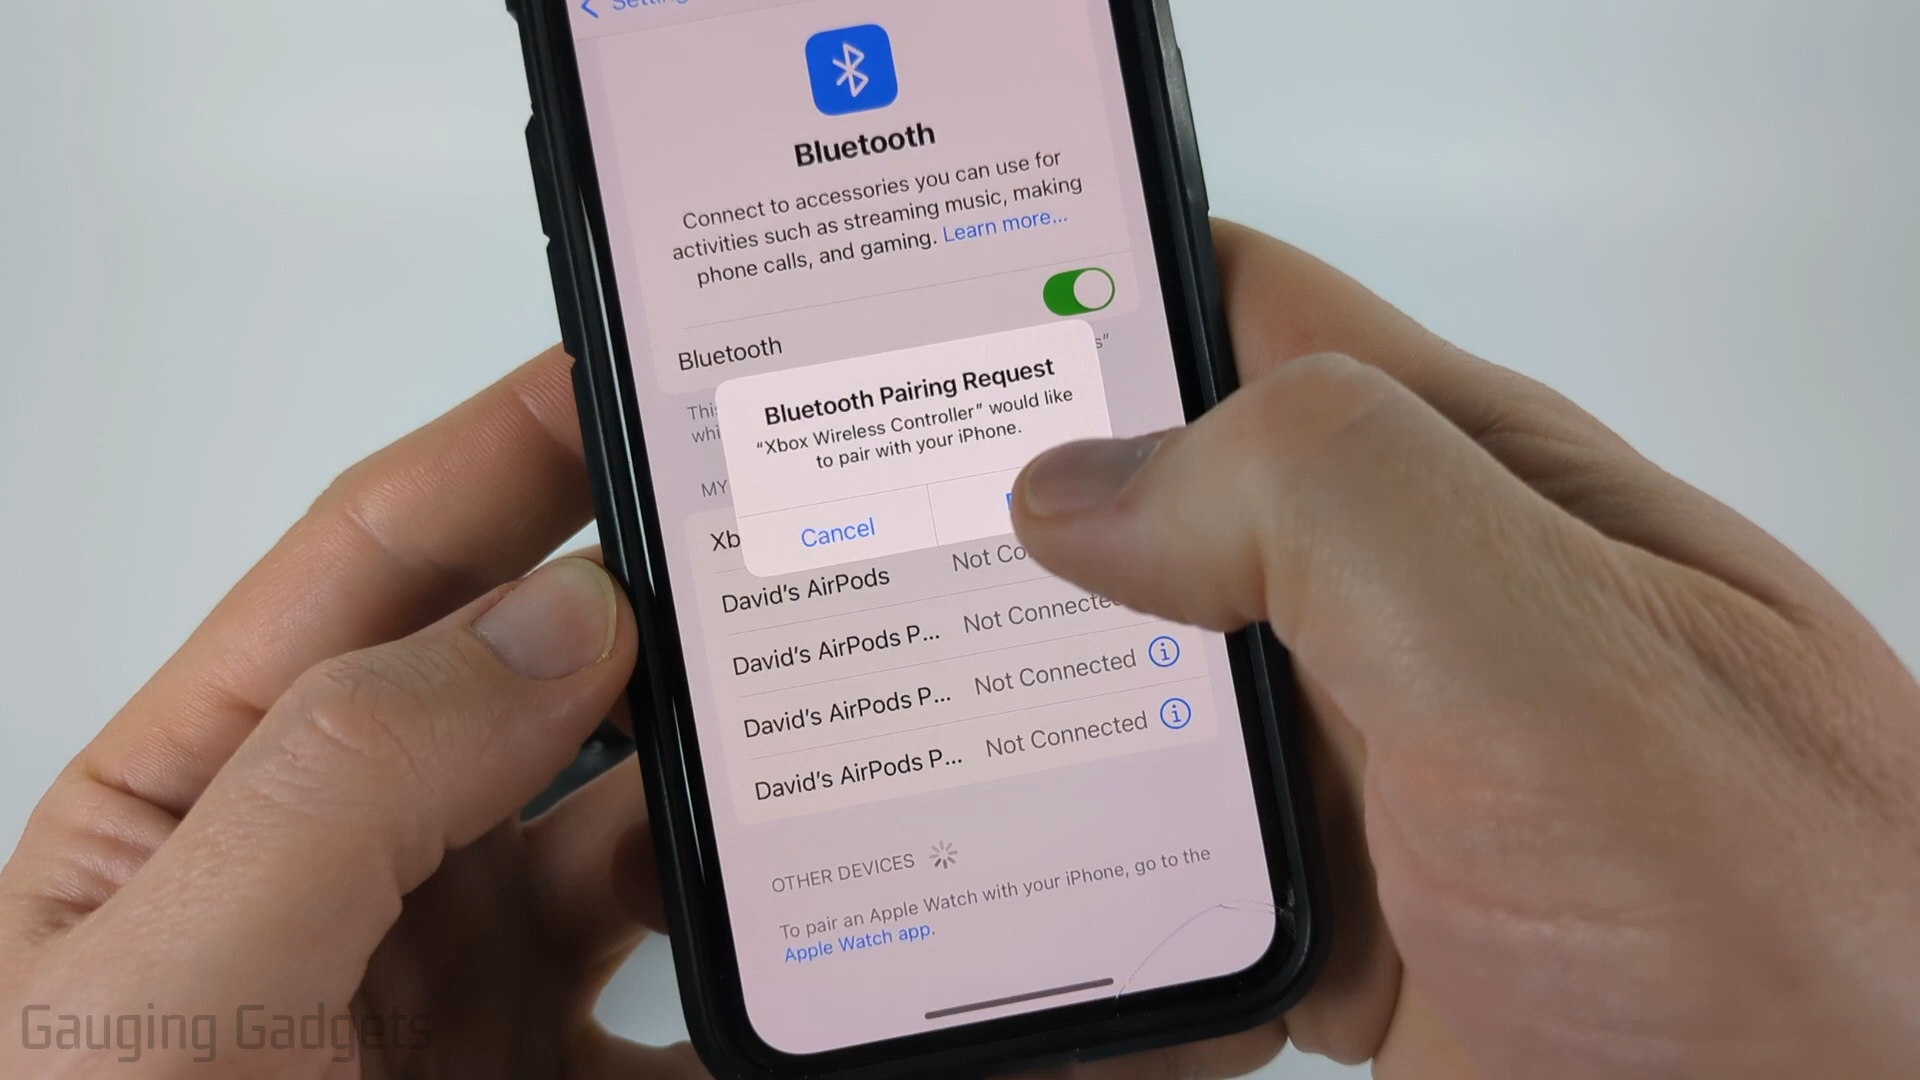 Bluetooth
Connect to accessories you can use for
activities such as streaming music, making
phone calls, and gaming. Learn more...
Bluetooth
Bluetooth Pairing Request
“Xbox Wireless Controller” would like
to pair with your iPhone.
Cancel
MY
David's AirPods
David's AirPods P... Not Connected
David's AirPods P... Not Connected
David's AirPods P... Not Connected
OTHER DEVICES
To pair an Apple Watch with your iPhone, go to the
Apple Watch app.
Gauging Gadgets